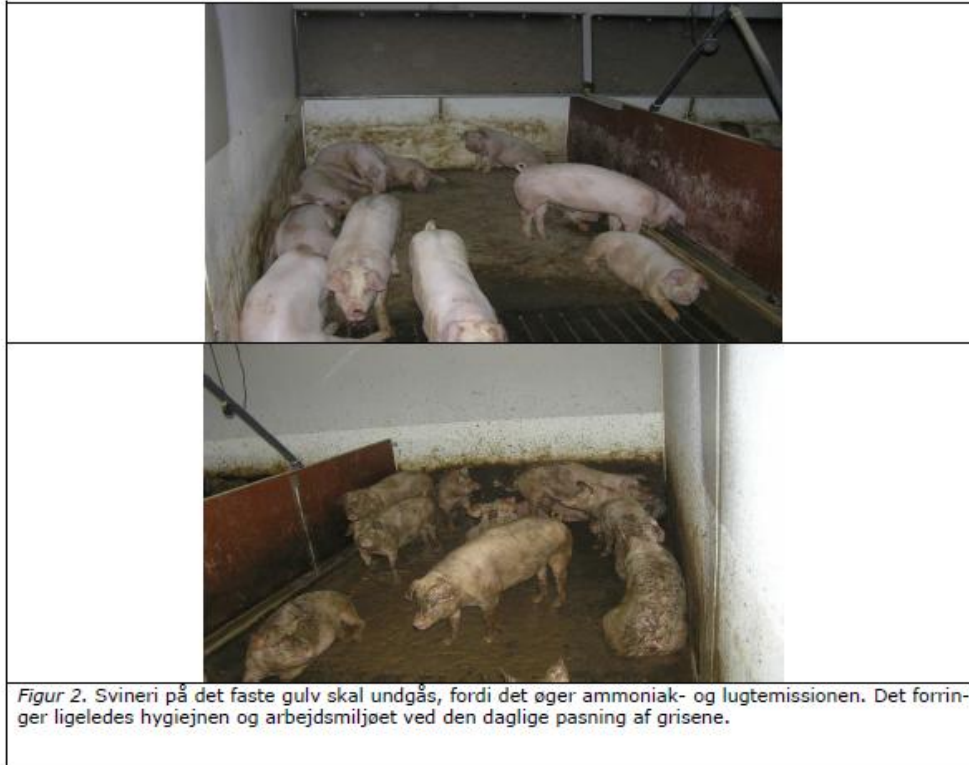 Figur 2. Svineri på det faste gulv skal undgås, fordi det øger ammoniak- og lugtemissionen. Det forrin-
ger ligeledes hygiejnen og arbejdsmiljøet ved den daglige pasning af grisene.